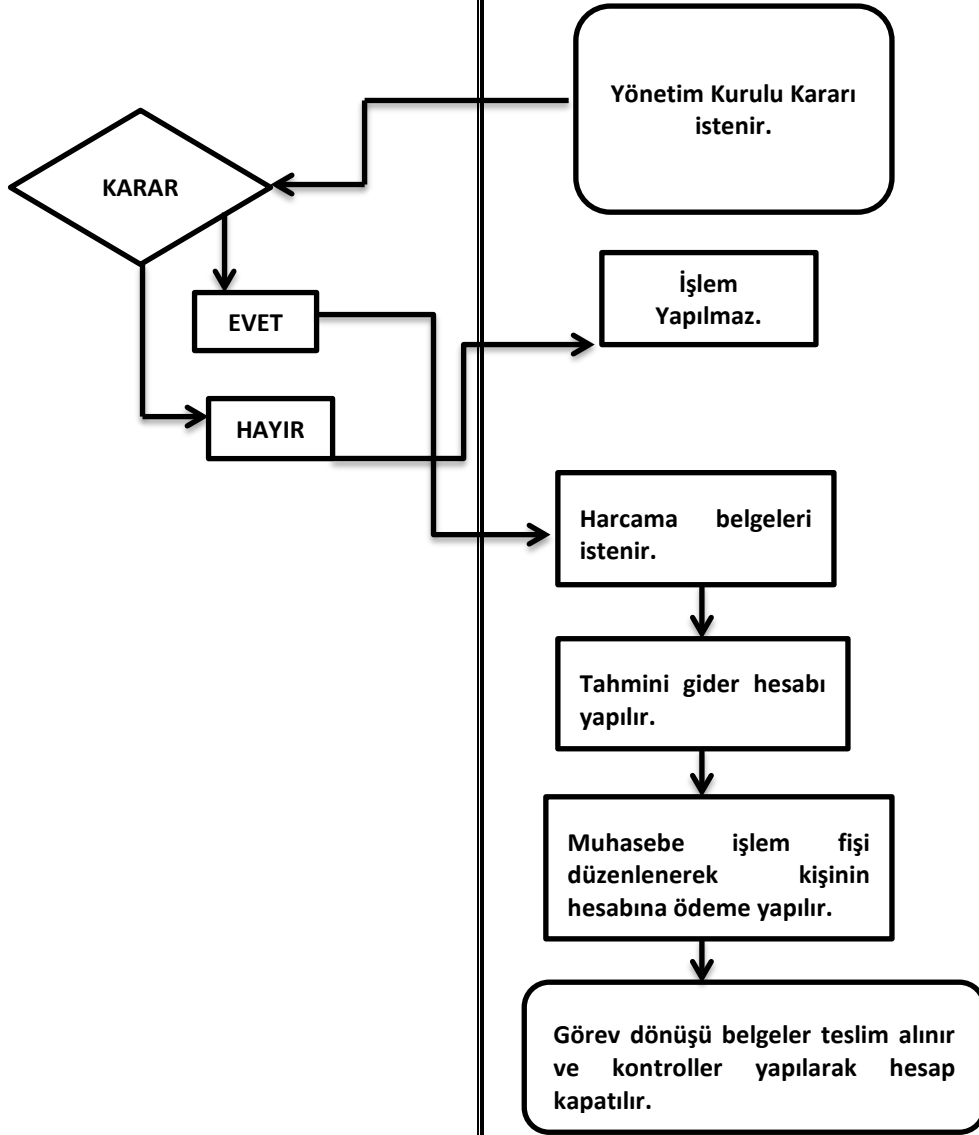 Yönetim Kurulu Kararı
istenir.
KARAR
İşlem
Yapılmaz.
EVET
HAYIR
Harcama belgeleri
istenir.
Tahmini gider hesabı
yapılır.
Muhasebe işlem fişi
düzenlenerek kişinin
hesabına ödeme yapılır.
Görev dönüşü belgeler teslim alınır
ve kontroller yapılarak hesap
kapatılır.